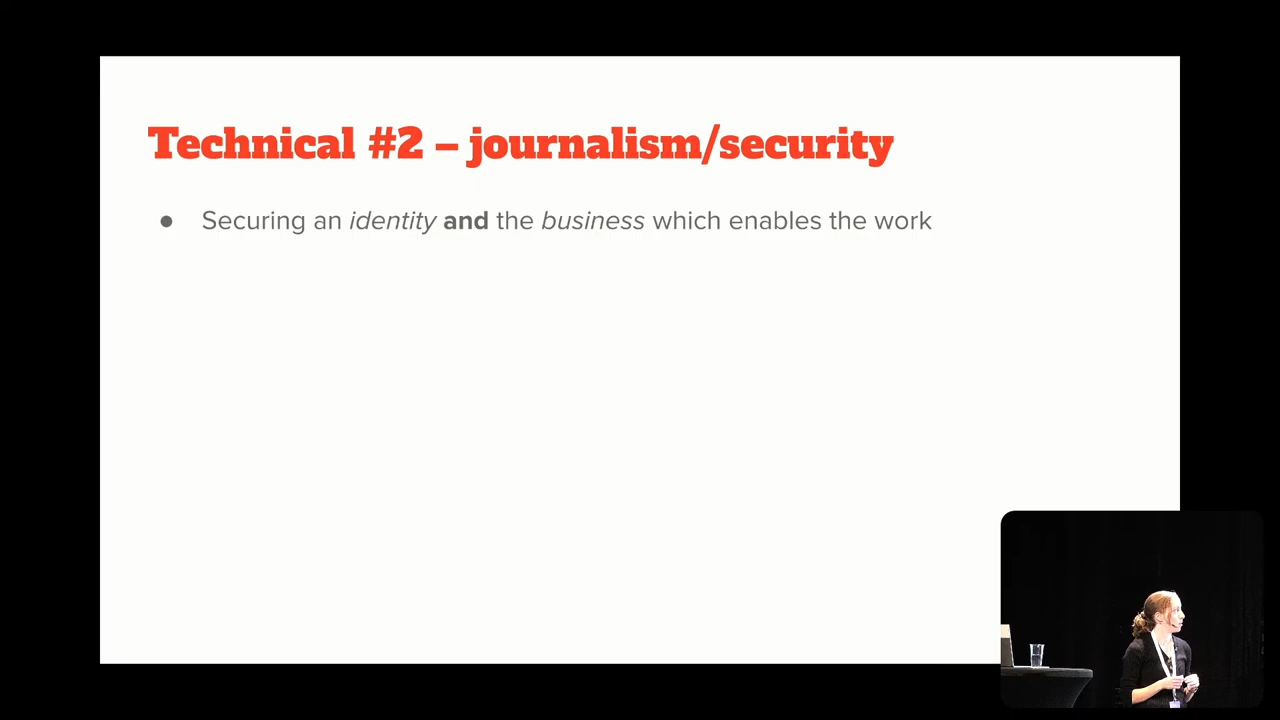 Technical #2 – journalism/security
● Securing an identity and the business which enables the work